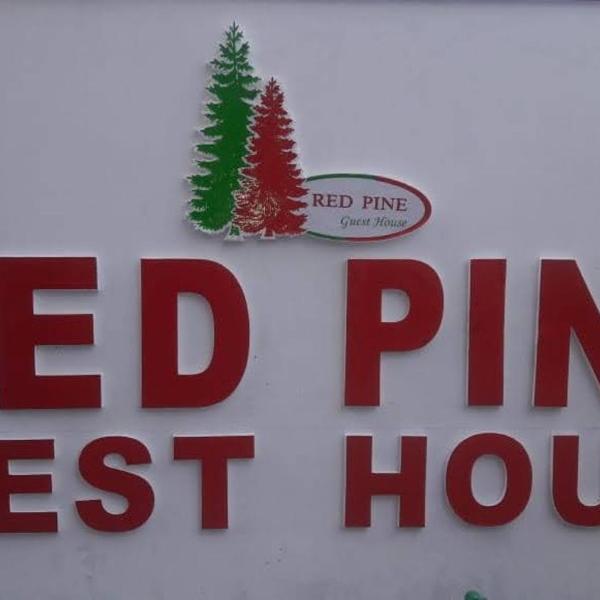 RED PINE
Guest House
ED PIN
EST HOU